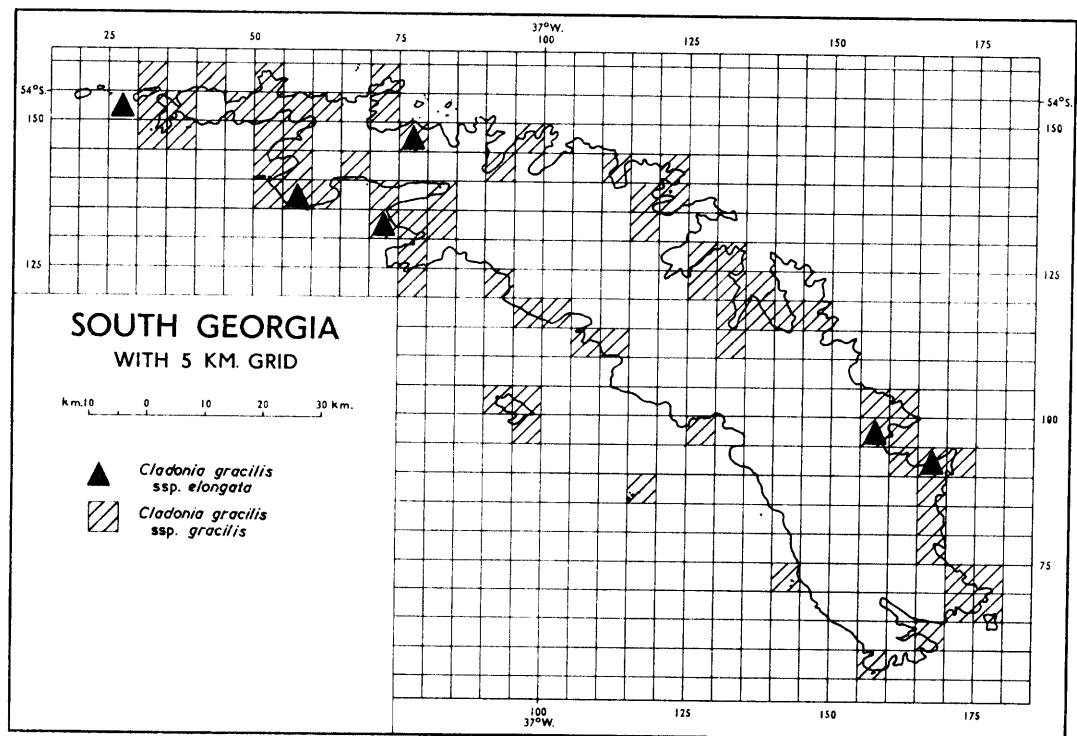 37°W.
25 50 75 100 125 150 175
54°S. 54°S.
150 150
125 125
SOUTH GEORGIA
WITH 5 KM. GRID
km.10 0 10 20 30 km.
100
Cladonia gracilis
ssp. elongata
Cladonia gracilis
ssp. gracilis
75
100 125 150 175
37°W.